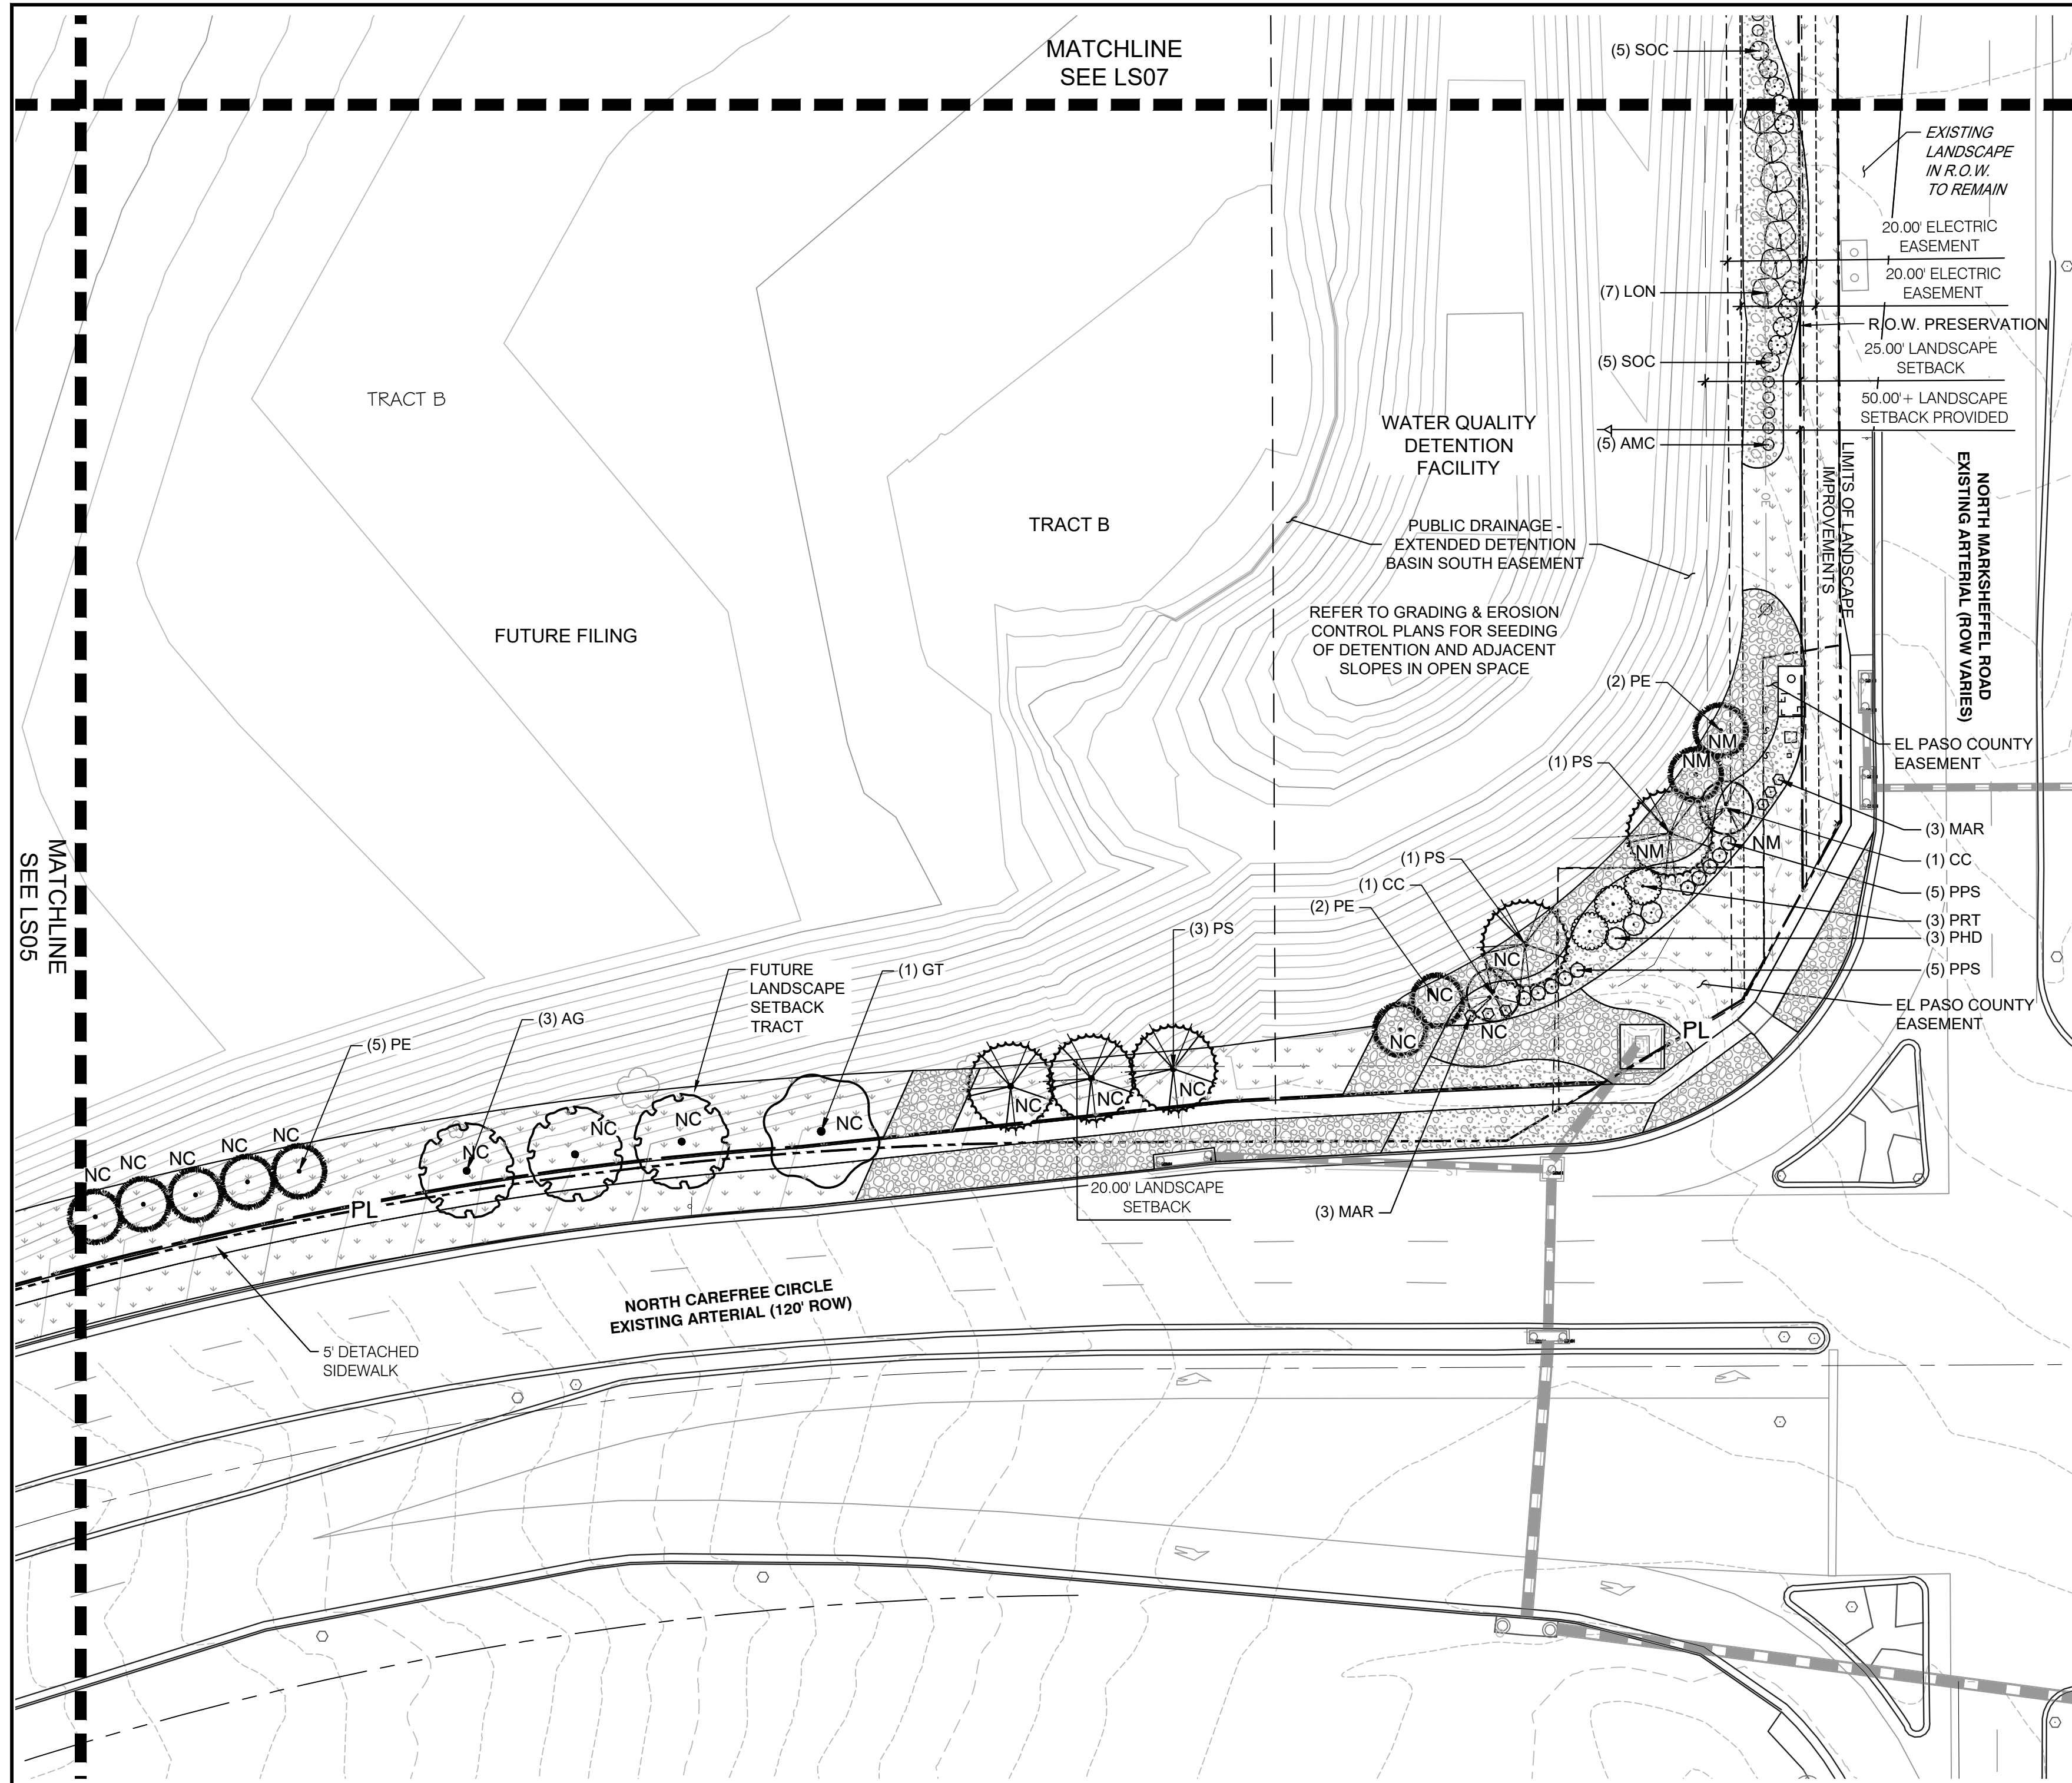 MATCHLINE
SEE LS07
(5) SOC
EXISTING
LANDSCAPE
IN R.O.W.
TO REMAIN
20.00' ELECTRIC
EASEMENT
20.00' ELECTRIC
EASEMENT
(7) LON
R.O.W. PRESERVATION
25.00' LANDSCAPE
SETBACK
(5) SOC
50.00'+ LANDSCAPE
SETBACK PROVIDED
(5) AMC
TRACT B
WATER QUALITY
DETENTION
FACILITY
TRACT B
PUBLIC DRAINAGE -
EXTENDED DETENTION
BASIN SOUTH EASEMENT
OE
LIMITS OF LANDSCAPE
IMPROVEMENTS
NORTH MARKSHEFFEL ROAD
EXISTING ARTERIAL (ROW VARIES)
FUTURE FILING
REFER TO GRADING & EROSION
CONTROL PLANS FOR SEEDING
OF DETENTION AND ADJACENT
SLOPES IN OPEN SPACE
(2) PE
NM
NM
EL PASO COUNTY
EASEMENT
(1) PS
(3) MAR
NM
NM
(1) CC
(5) PPS
(3) PRT
(3) PHD
(5) PPS
EL PASO COUNTY
EASEMENT
MATCHLINE
SEE LS05
(1) PS
(1) CC
(2) PE
(3) PS
NC
NC
NC
NC
PL
FUTURE
LANDSCAPE
SETBACK
TRACT
(1) GT
(3) AG
(5) PE
NC
NC
NC
NC
NC
NC
NC
NC
NC
NC
NC
NC
PL
ST
ST
20.00' LANDSCAPE
SETBACK
(3) MAR
NORTH CAREFREE CIRCLE
EXISTING ARTERIAL (120' ROW)
5' DETACHED
SIDEWALK